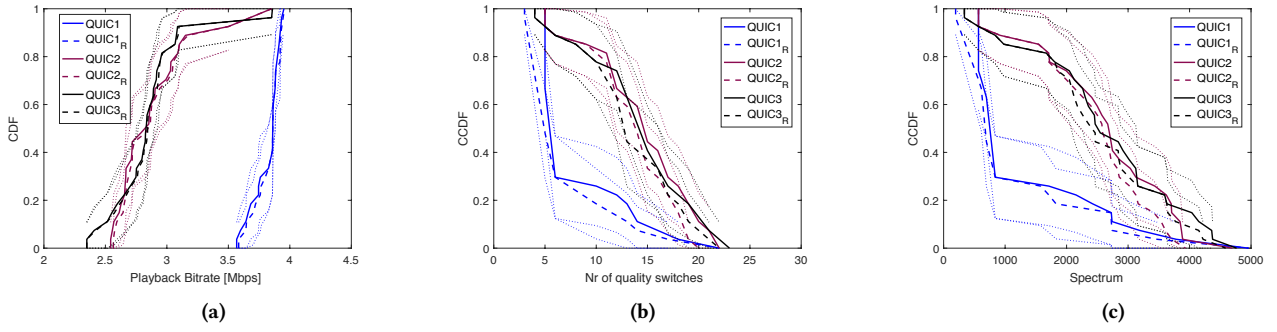 1
0.8
0.6
0.4
0.2
0
CDF
2 2.5 3 3.5 4 4.5
Playback Bitrate [Mbps]
QUIC1
QUIC1R
QUIC2
QUIC2R
QUIC3
QUIC3R
(a)
1
0.8
0.6
0.4
0.2
0
CCDF
0 5 10 15 20 25 30
Nr of quality switches
QUIC1
QUIC1R
QUIC2
QUIC2R
QUIC3
QUIC3R
(b)
1
0.8
0.6
0.4
0.2
0
CCDF
0 1000 2000 3000 4000 5000
Spectrum
QUIC1
QUIC1R
QUIC2
QUIC2R
QUIC3
QUIC3R
(c)